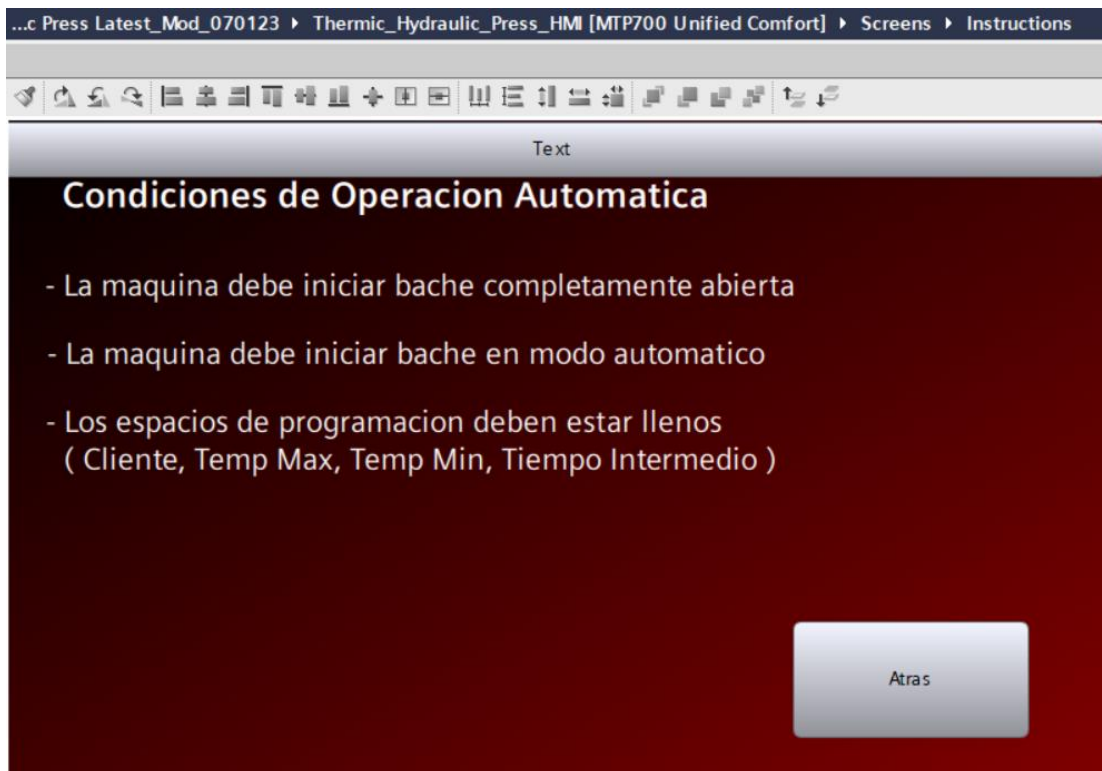 ...c Press Latest_Mod_070123 ▸ Thermic_Hydraulic_Press_HMI [MTP700 Unified Comfort] ▸ Screens ▸ Instructions
Text
Condiciones de Operacion Automatica
- La maquina debe iniciar bache completamente abierta
- La maquina debe iniciar bache en modo automatico
- Los espacios de programacion deben estar llenos
( Cliente, Temp Max, Temp Min, Tiempo Intermedio )
Atras